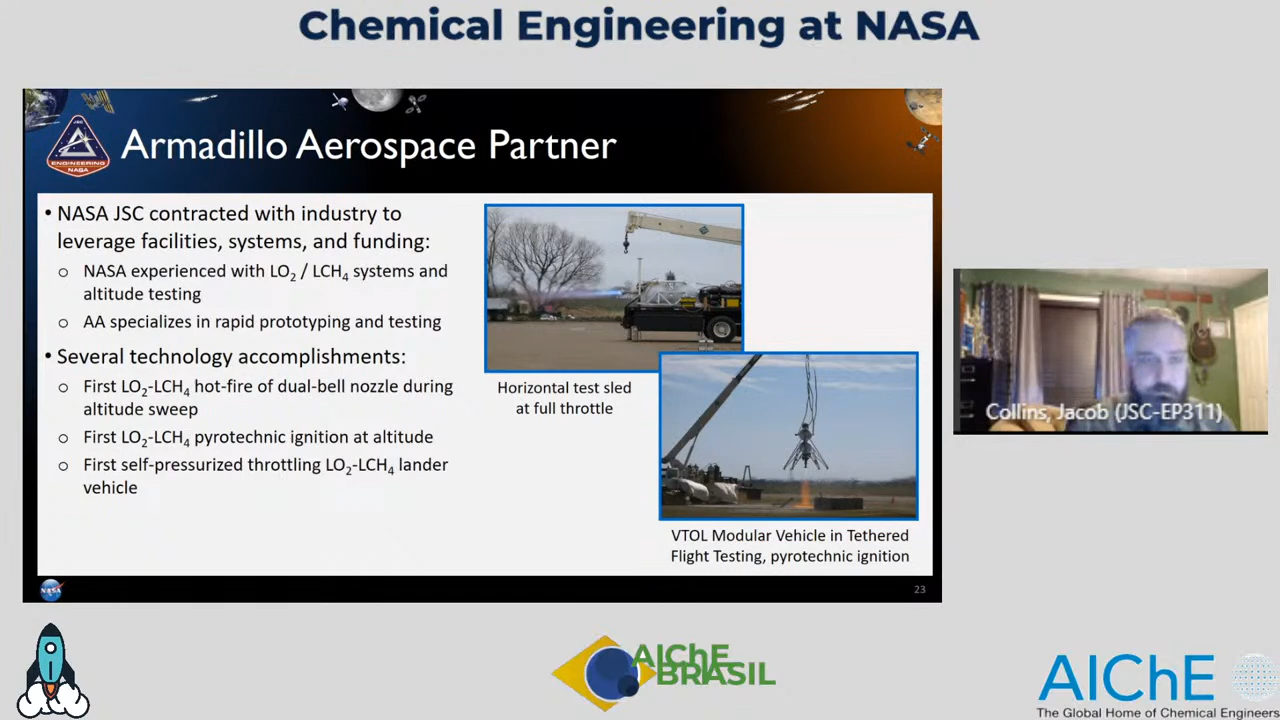 Chemical Engineering at NASA
JSC
ENGINEERING
NASA
Armadillo Aerospace Partner
• NASA JSC contracted with industry to
leverage facilities, systems, and funding:
o NASA experienced with LO₂ / LCH₄ systems and
altitude testing
o AA specializes in rapid prototyping and testing
• Several technology accomplishments:
o First LO₂-LCH₄ hot-fire of dual-bell nozzle during
altitude sweep
o First LO₂-LCH₄ pyrotechnic ignition at altitude
o First self-pressurized throttling LO₂-LCH₄ lander
vehicle
Horizontal test sled
at full throttle
VTOL Modular Vehicle in Tethered
Flight Testing, pyrotechnic ignition
NASA
23
Collins, Jacob (JSC-EP311)
AIChE
BRASIL
AIChE
The Global Home of Chemical Engineers